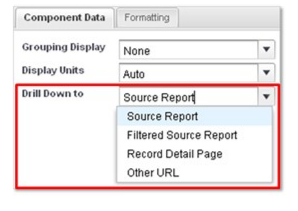 Component Data Formatting
Grouping Display None
Display Units Auto
Drill Down to Source Report
Source Report
Filtered Source Report
Record Detail Page
Other URL